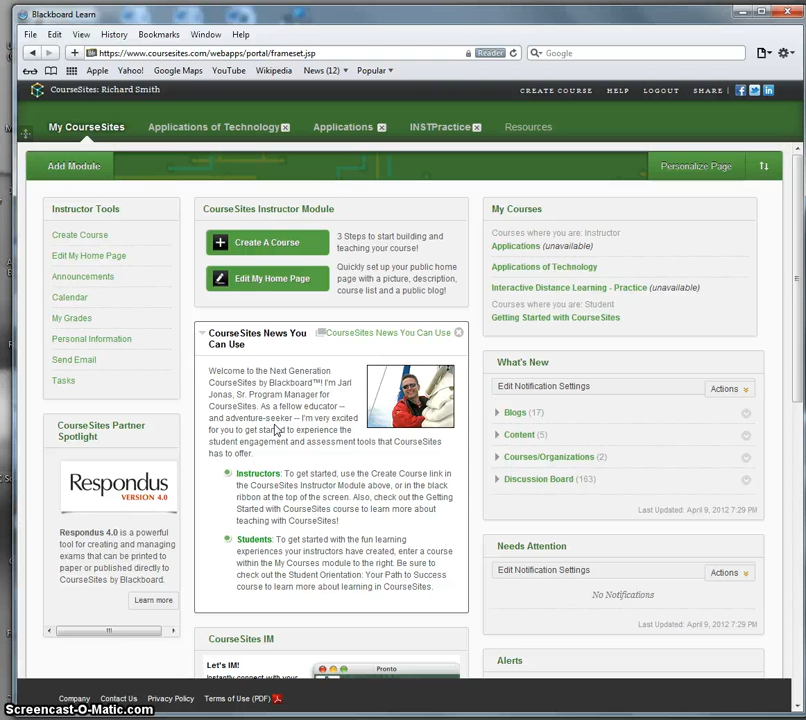 Blackboard Learn
File Edit View History Bookmarks Window Help
https://www.coursesites.com/webapps/portal/frameset.jsp
Reader
Google
Apple Yahoo! Google Maps YouTube Wikipedia News (12) Popular
CourseSites: Richard Smith
CREATE COURSE HELP LOGOUT SHARE
My CourseSites Applications of Technology Applications INSTPractice Resources
Add Module
Personalize Page
Instructor Tools
Create Course
Edit My Home Page
Announcements
Calendar
My Grades
Personal Information
Send Email
Tasks
CourseSites Partner
Spotlight
Respondus
VERSION 4.0
Respondus 4.0 is a powerful
tool for creating and managing
exams that can be printed to
paper or published directly to
CourseSites by Blackboard.
Learn more
CourseSites Instructor Module
Create A Course
3 Steps to start building and
teaching your course!
Edit My Home Page
Quickly set up your public home
page with a picture, description,
course list and a public blog!
CourseSites News You
Can Use
CourseSites News You Can Use
Welcome to the Next Generation
CourseSites by Blackboard™! I'm Jarl
Jonas, Sr. Program Manager for
CourseSites. As a fellow educator --
and adventure-seeker -- I'm very excited
for you to get started to experience the
student engagement and assessment tools that CourseSites
has to offer.
Instructors: To get started, use the Create Course link in
the CourseSites Instructor Module above, or in the black
ribbon at the top of the screen. Also, check out the Getting
Started with CourseSites course to learn more about
teaching with CourseSites!
Students: To get started with the fun learning
experiences your instructors have created, enter a course
within the My Courses module to the right. Be sure to
check out the Student Orientation: Your Path to Success
course to learn more about learning in CourseSites.
CourseSites IM
Let's IM!
Instantly connect with your
Pronto
My Courses
Courses where you are: Instructor
Applications (unavailable)
Applications of Technology
Interactive Distance Learning - Practice (unavailable)
Courses where you are: Student
Getting Started with CourseSites
What's New
Edit Notification Settings
Actions
Blogs (17)
Content (5)
Courses/Organizations (2)
Discussion Board (163)
Last Updated: April 9, 2012 7:29 PM
Needs Attention
Edit Notification Settings
Actions
No Notifications
Last Updated: April 9, 2012 7:29 PM
Alerts
Company Contact Us Privacy Policy Terms of Use (PDF)
Screencast-O-Matic.com